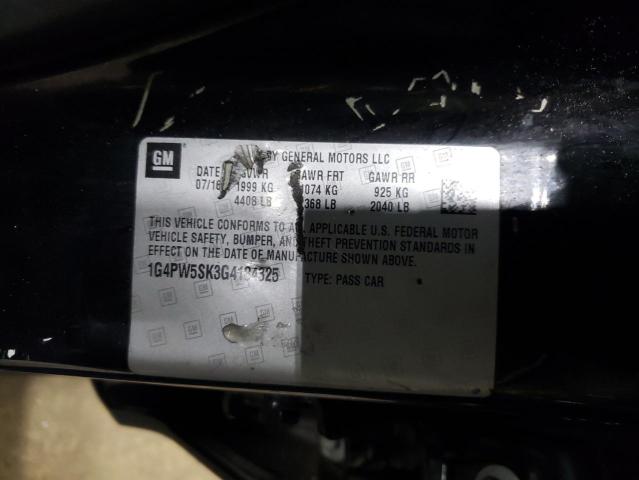 GM
BY GENERAL MOTORS LLC
DATE GVWR GAWR FRT GAWR RR
07/16 1999 KG 1074 KG 925 KG
4408 LB 2368 LB 2040 LB
THIS VEHICLE CONFORMS TO ALL APPLICABLE U.S. FEDERAL MOTOR
VEHICLE SAFETY, BUMPER, AND THEFT PREVENTION STANDARDS IN
EFFECT ON THE DATE OF MANUFACTURE SHOWN ABOVE.
1G4PW5SK3G4194325 TYPE: PASS CAR